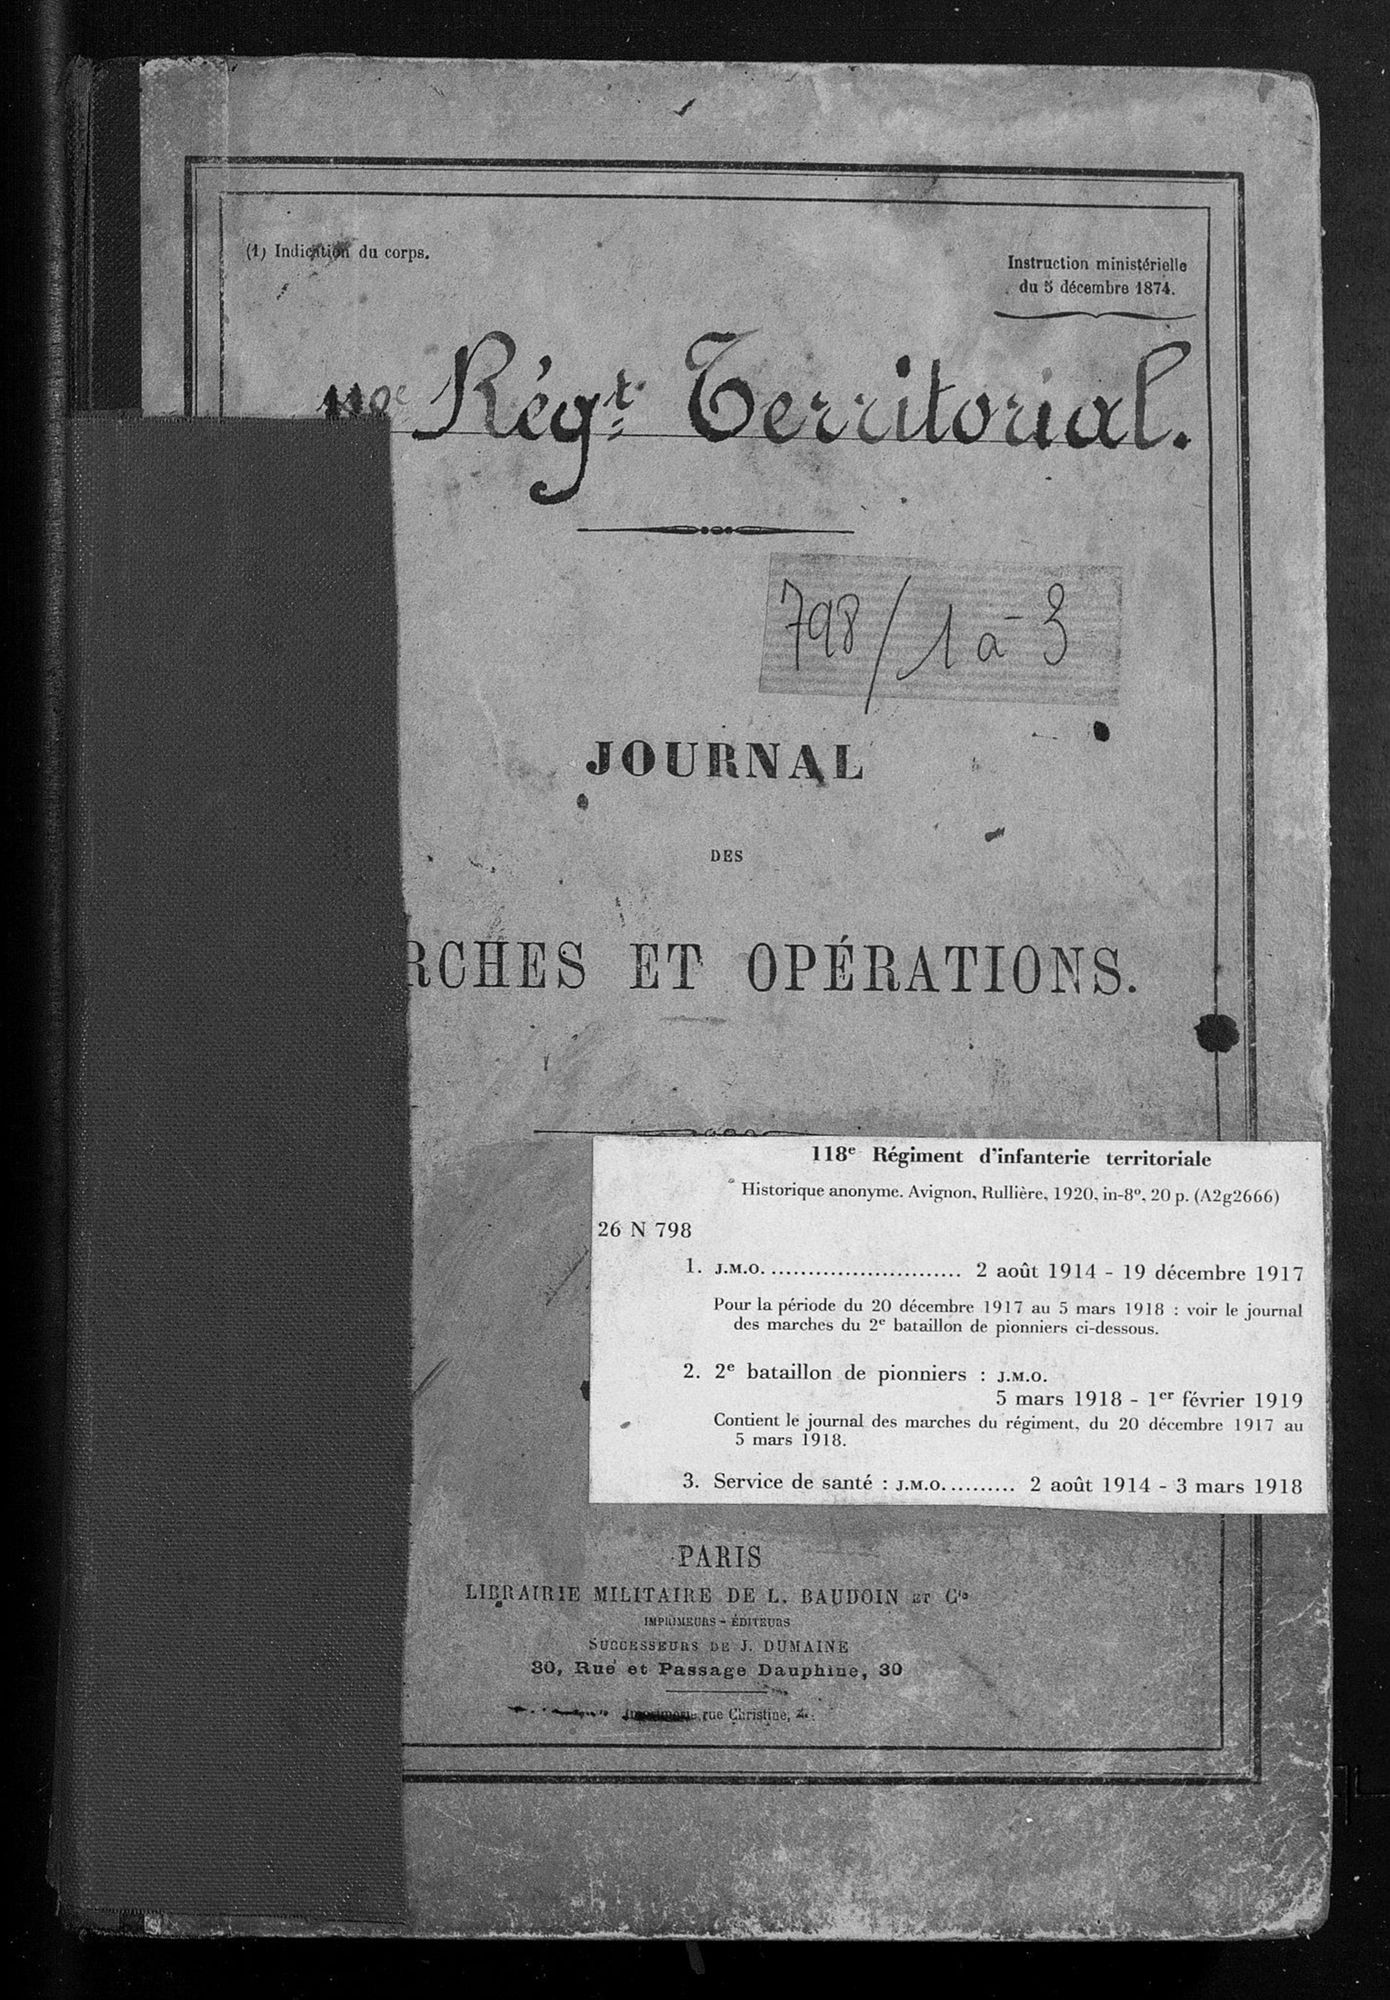 (1) Indication du corps.
Instruction ministérielle
du 5 décembre 1874.
118e Régt Territorial.
798/1 à 3
JOURNAL
DES
RCHES ET OPÉRATIONS.
118e Régiment d'infanterie territoriale
Historique anonyme. Avignon, Rullière, 1920, in-8º, 20 p. (A2g2666)
26 N 798
1. J.M.O. .......................... 2 août 1914 - 19 décembre 1917
Pour la période du 20 décembre 1917 au 5 mars 1918 : voir le journal
des marches du 2e bataillon de pionniers ci-dessous.
2. 2e bataillon de pionniers : J.M.O.
5 mars 1918 - 1er février 1919
Contient le journal des marches du régiment, du 20 décembre 1917 au
5 mars 1918.
3. Service de santé : J.M.O. ......... 2 août 1914 - 3 mars 1918
PARIS
LIBRAIRIE MILITAIRE DE L. BAUDOIN ET Cie
IMPRIMEURS-ÉDITEURS
SUCCESSEURS DE J. DUMAINE
30, Rue et Passage Dauphine, 30
Imprimerie rue Christine,